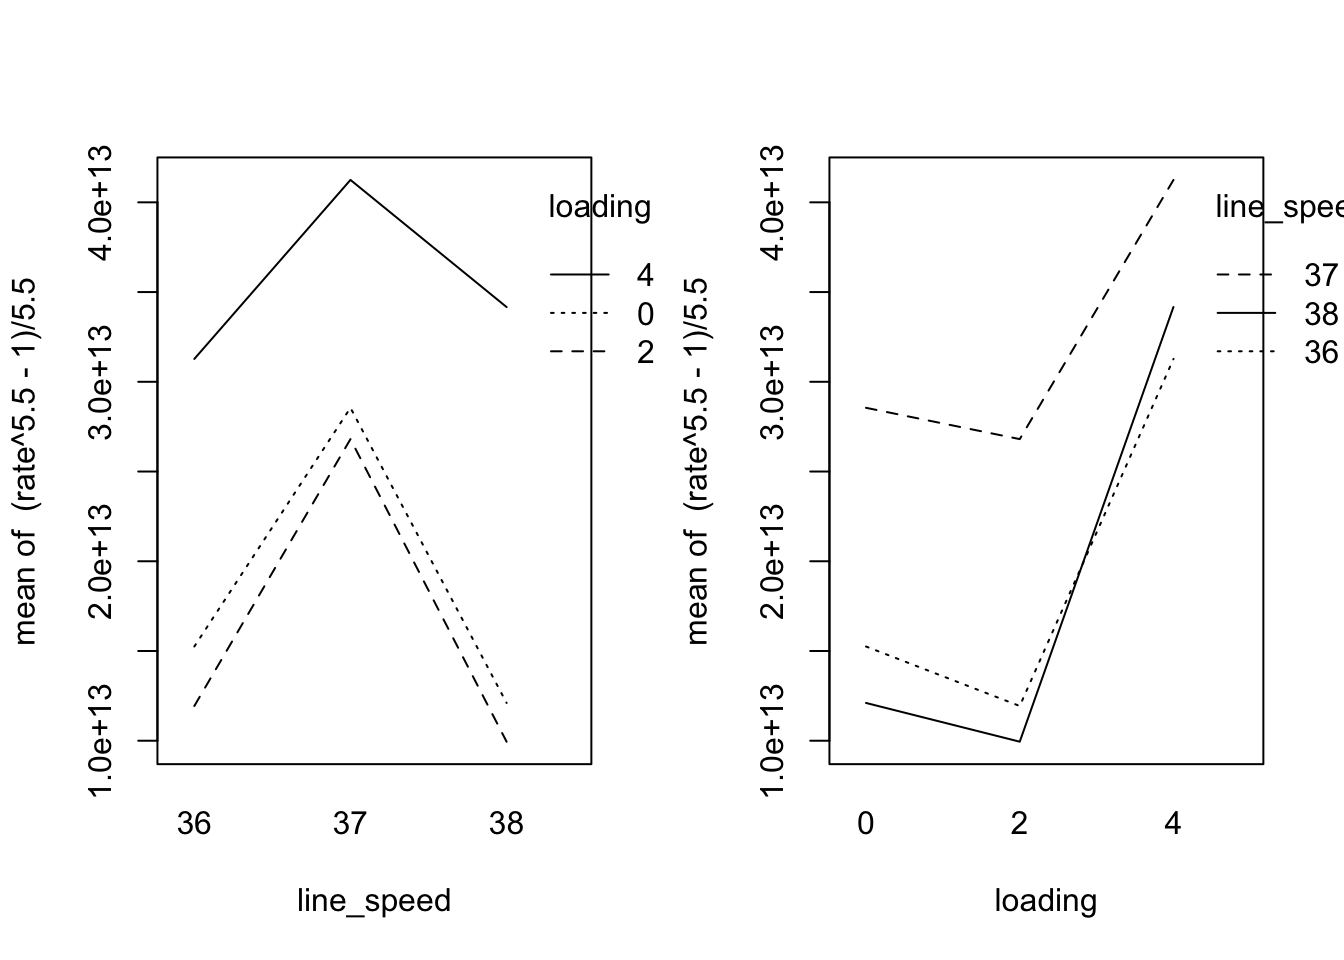 mean of  (rate^5.5 - 1)/5.5
4.0e+13
3.0e+13
2.0e+13
1.0e+13
36 37 38
line_speed
loading
4
0
2
mean of  (rate^5.5 - 1)/5.5
4.0e+13
3.0e+13
2.0e+13
1.0e+13
0 2 4
loading
line_spee
37
38
36